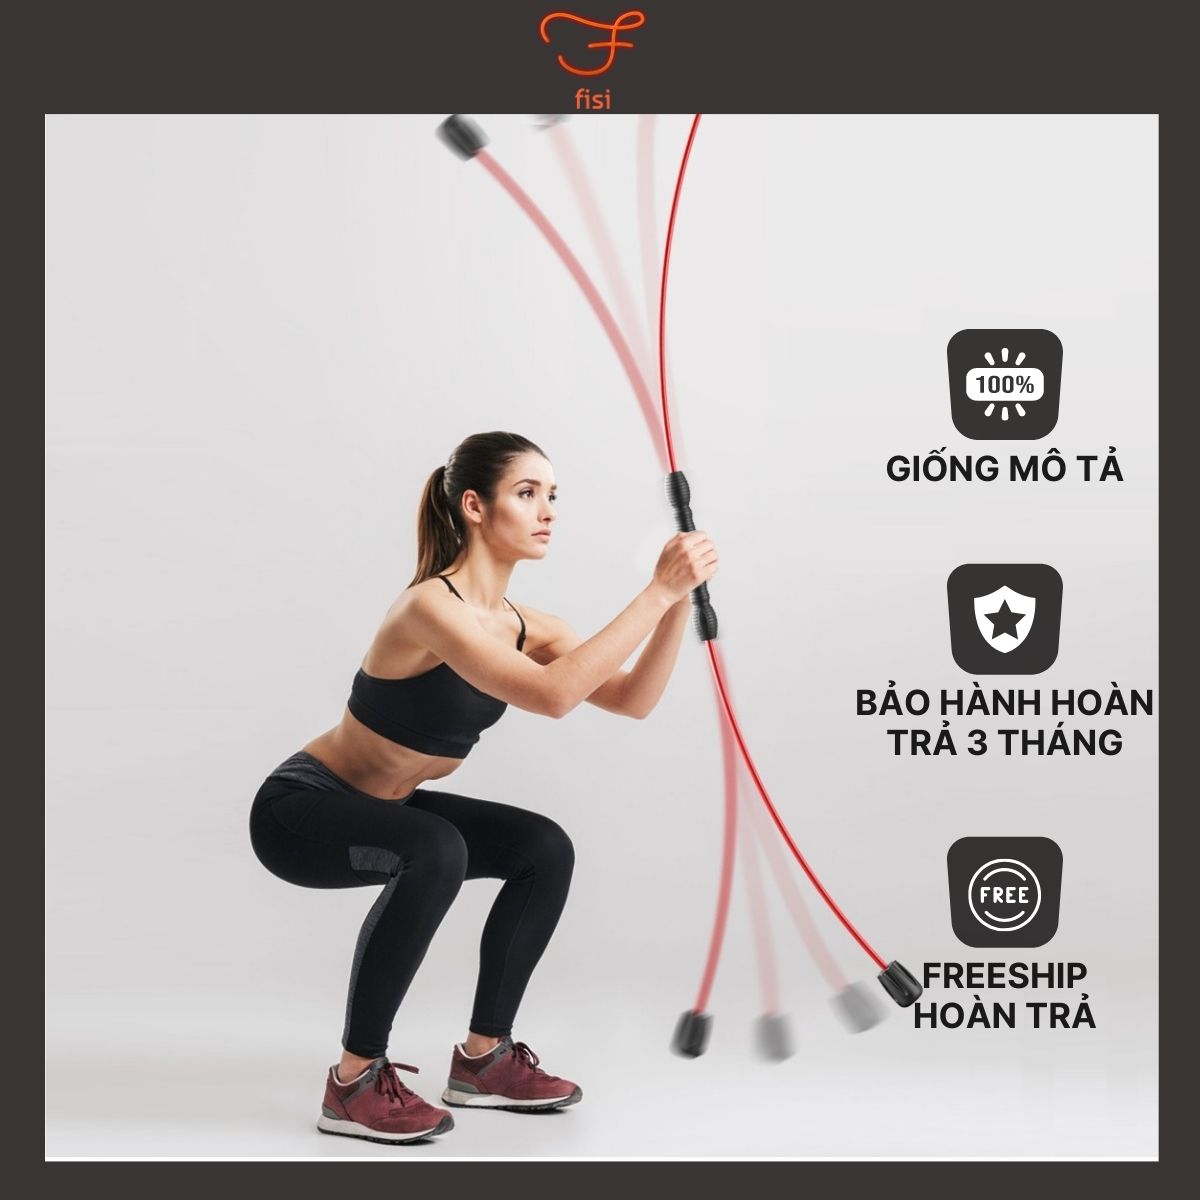 fisi
100%
GIỐNG MÔ TẢ
BẢO HÀNH HOÀN
TRẢ 3 THÁNG
FREE
FREESHIP
HOÀN TRẢ